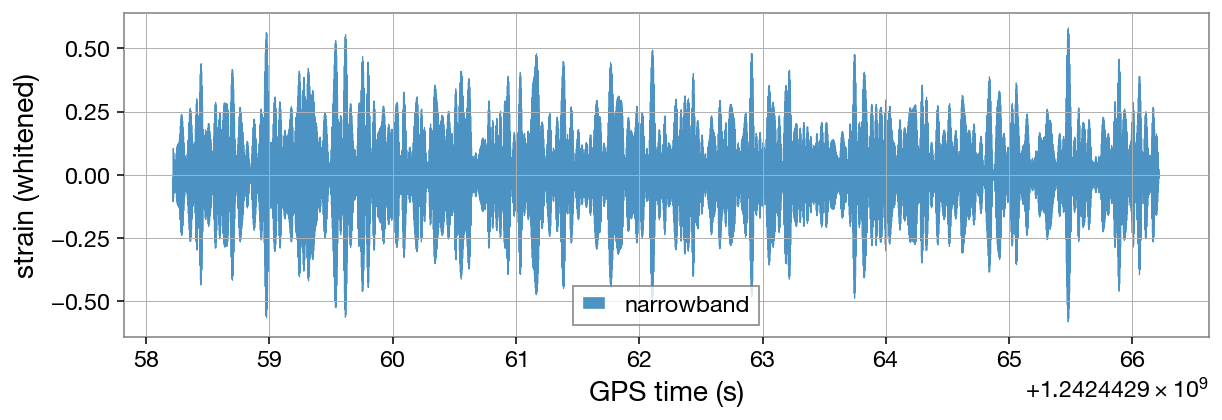 0.50
0.25
0.00
−0.25
−0.50
strain (whitened)
narrowband
58 59 60 61 62 63 64 65 66
GPS time (s)
+1.2424429 × 10⁹